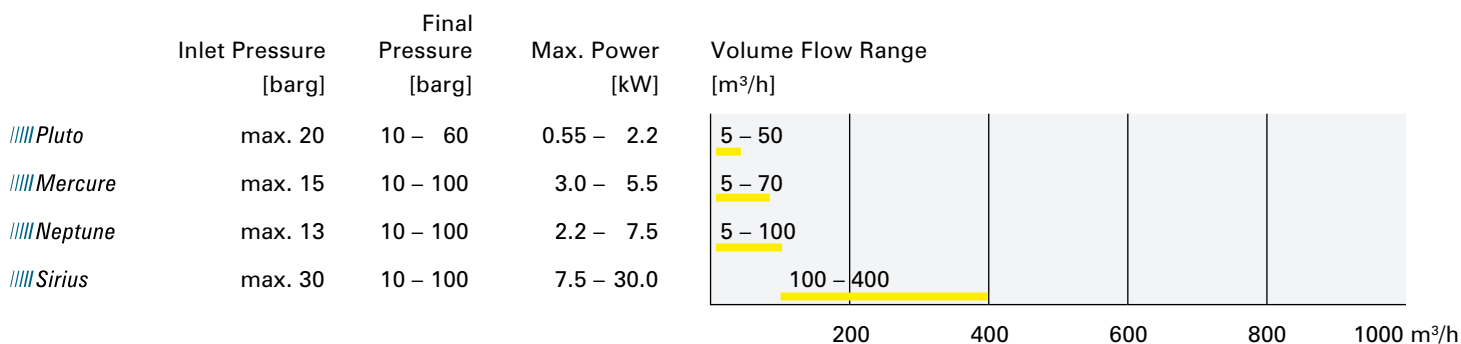 Final
Inlet Pressure Pressure Max. Power Volume Flow Range
[barg] [barg] [kW] [m³/h]
Pluto max. 20 10 – 60 0.55 – 2.2 5 – 50
Mercure max. 15 10 – 100 3.0 – 5.5 5 – 70
Neptune max. 13 10 – 100 2.2 – 7.5 5 – 100
Sirius max. 30 10 – 100 7.5 – 30.0 100 – 400
200 400 600 800 1000 m³/h